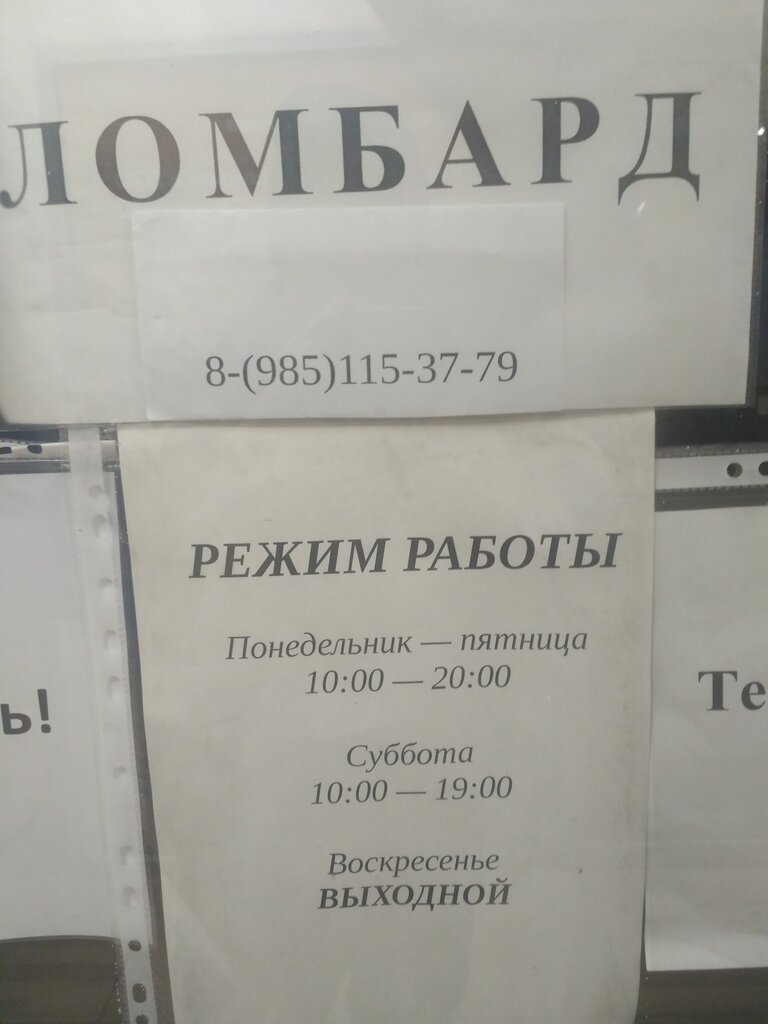 ЛОМБАРД
8-(985)115-37-79
РЕЖИМ РАБОТЫ
Понедельник — пятница
10:00 — 20:00
ь!
Те
Суббота
10:00 — 19:00
Воскресенье
ВЫХОДНОЙ